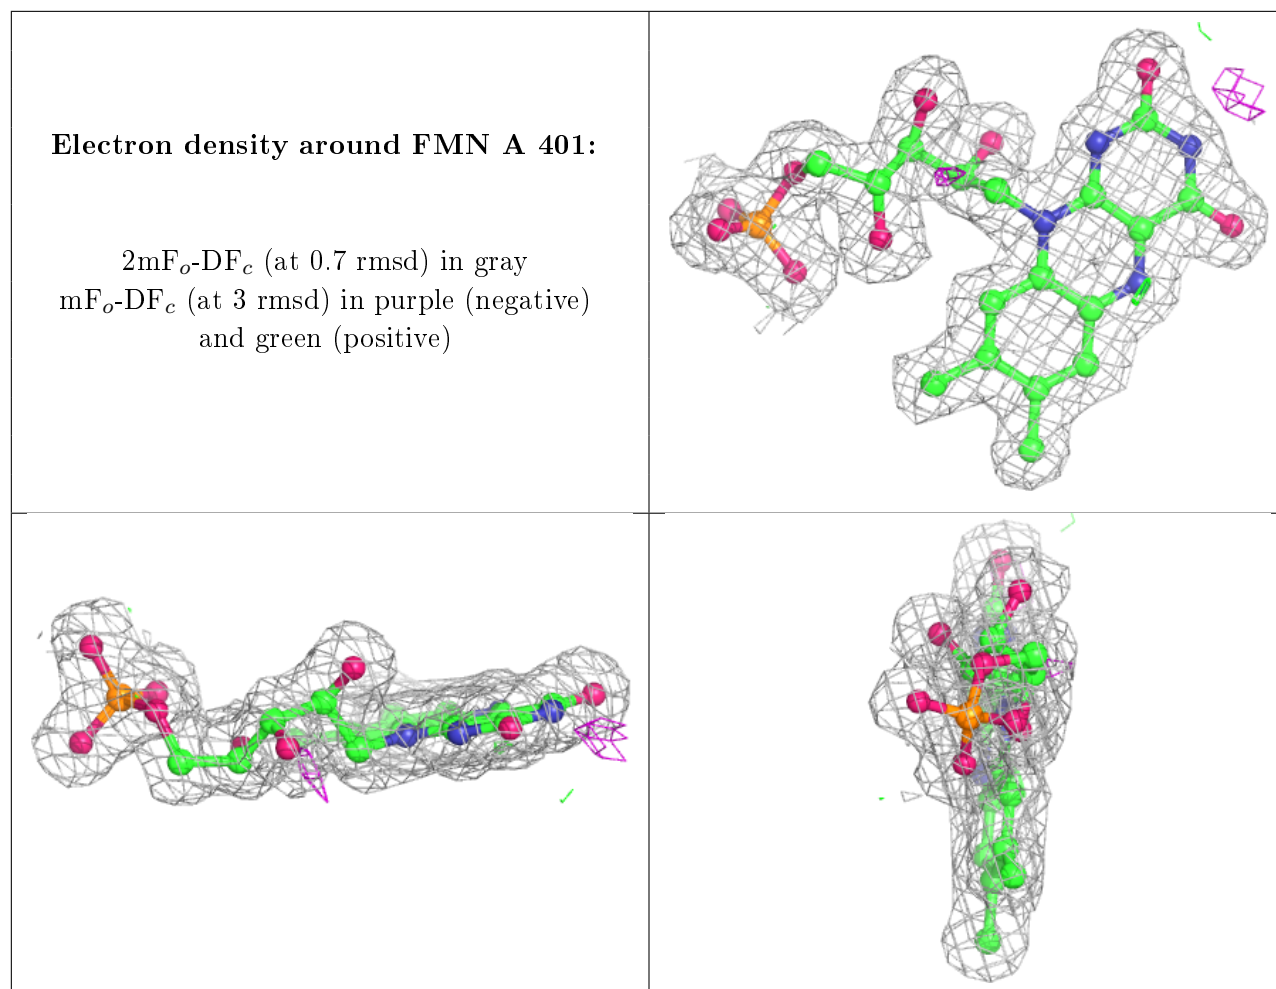 Electron density around FMN A 401:
2mFo-DFc (at 0.7 rmsd) in gray
mFo-DFc (at 3 rmsd) in purple (negative)
and green (positive)